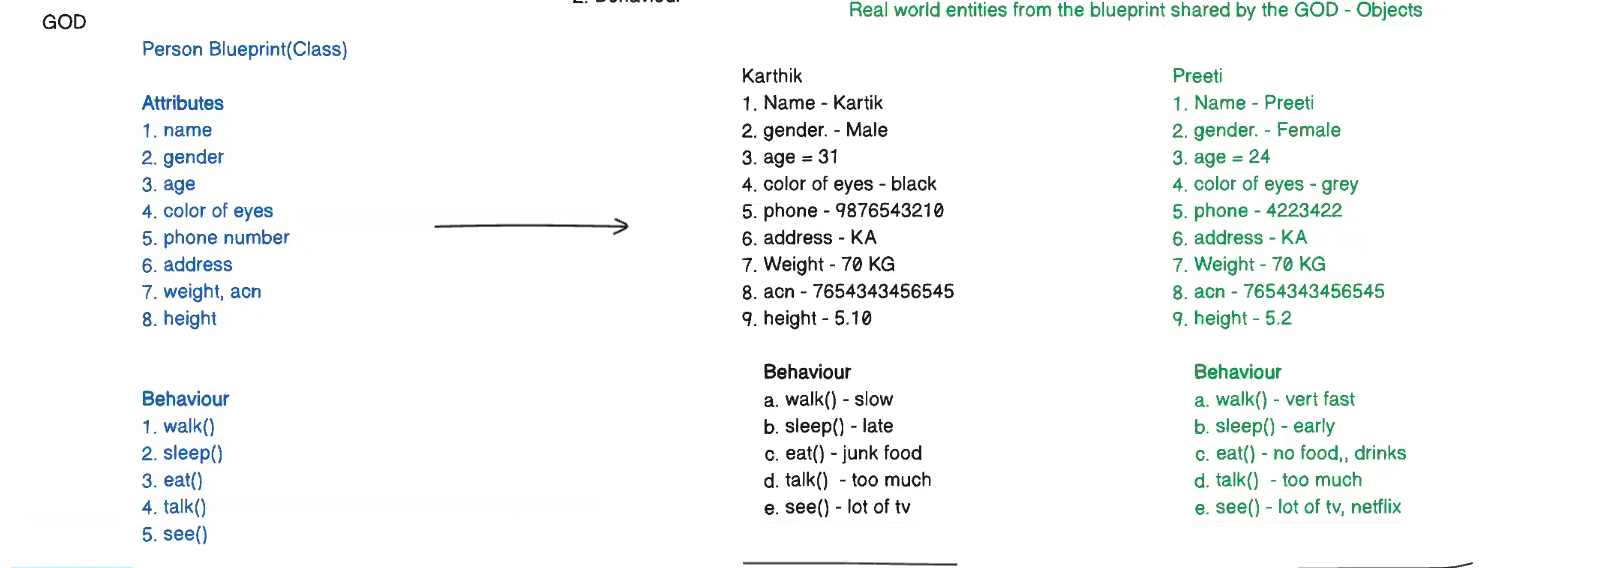 2. Behaviour
Real world entities from the blueprint shared by the GOD - Objects
GOD
Person Blueprint(Class)
Attributes
1. name
2. gender
3. age
4. color of eyes
5. phone number
6. address
7. weight, acn
8. height
Behaviour
1. walk()
2. sleep()
3. eat()
4. talk()
5. see()
Karthik
1. Name - Kartik
2. gender. - Male
3. age = 31
4. color of eyes - black
5. phone - 9876543210
6. address - KA
7. Weight - 70 KG
8. acn - 7654343456545
9. height - 5.10
Behaviour
a. walk() - slow
b. sleep() - late
c. eat() - junk food
d. talk()  - too much
e. see() - lot of tv
Preeti
1. Name - Preeti
2. gender. - Female
3. age = 24
4. color of eyes - grey
5. phone - 4223422
6. address - KA
7. Weight - 70 KG
8. acn - 7654343456545
9. height - 5.2
Behaviour
a. walk() - vert fast
b. sleep() - early
c. eat() - no food,, drinks
d. talk()  - too much
e. see() - lot of tv, netflix